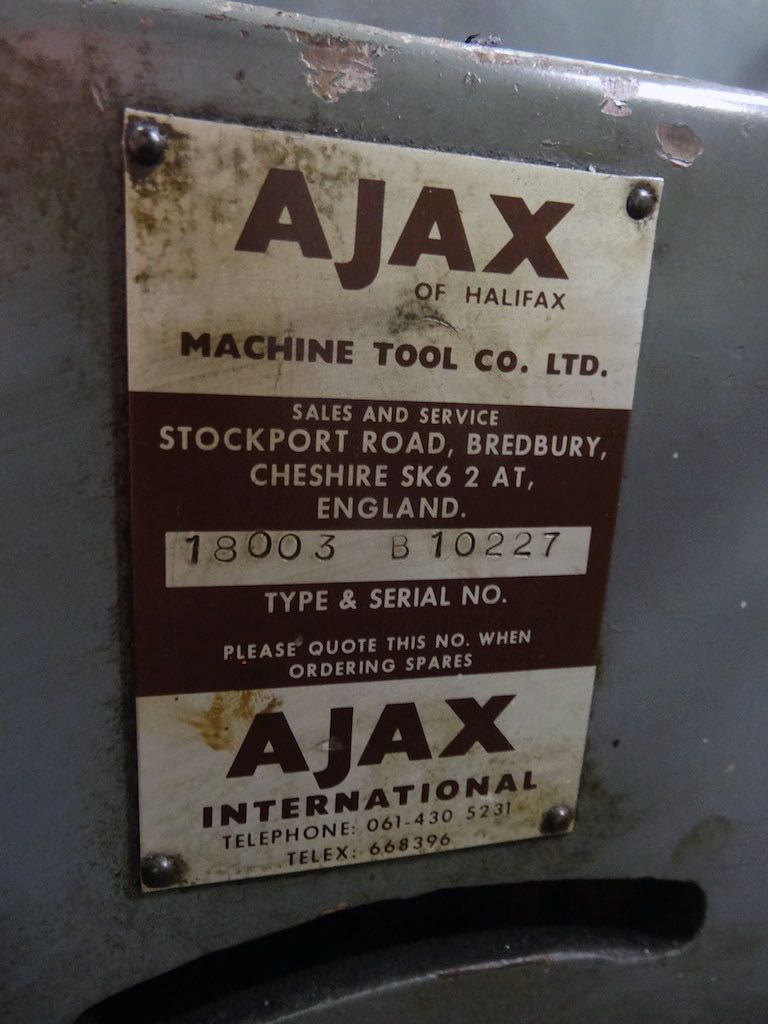 AJAX
OF HALIFAX
MACHINE TOOL CO. LTD.
SALES AND SERVICE
STOCKPORT ROAD, BREDBURY,
CHESHIRE SK6 2 AT,
ENGLAND.
18003 B 10227
TYPE & SERIAL NO.
PLEASE QUOTE THIS NO. WHEN
ORDERING SPARES
AJAX
INTERNATIONAL
TELEPHONE: 061-430 5231
TELEX: 668396